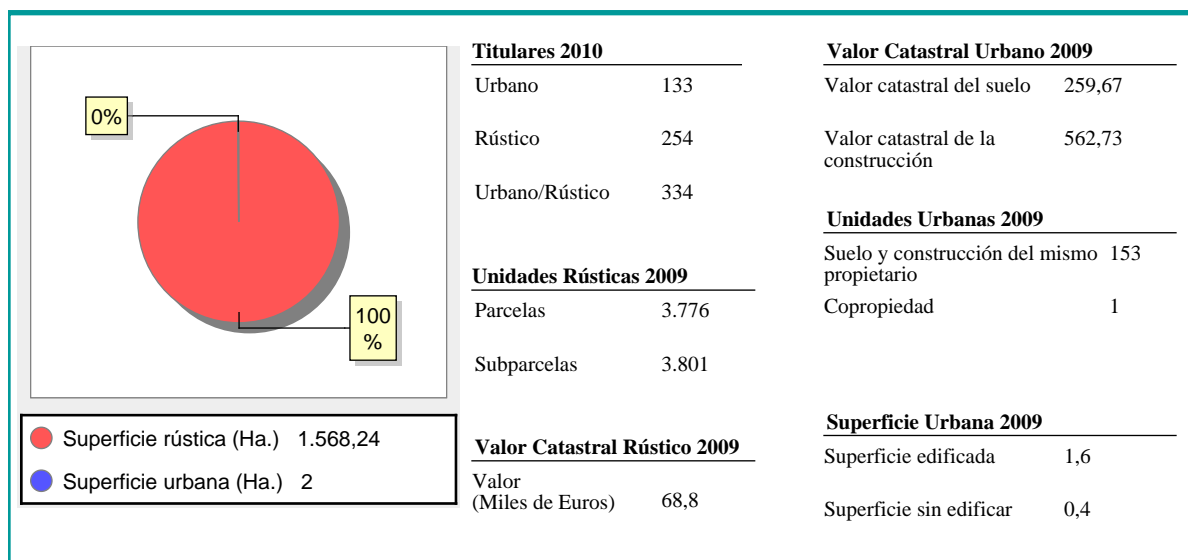 0%
100
%
Superficie rústica (Ha.) 1.568,24
Superficie urbana (Ha.) 2
Titulares 2010
Urbano 133
Rústico 254
Urbano/Rústico 334
Unidades Rústicas 2009
Parcelas 3.776
Subparcelas 3.801
Valor Catastral Rústico 2009
Valor
(Miles de Euros) 68,8
Valor Catastral Urbano 2009
Valor catastral del suelo 259,67
Valor catastral de la 562,73
construcción
Unidades Urbanas 2009
Suelo y construcción del mismo 153
propietario
Copropiedad 1
Superficie Urbana 2009
Superficie edificada 1,6
Superficie sin edificar 0,4